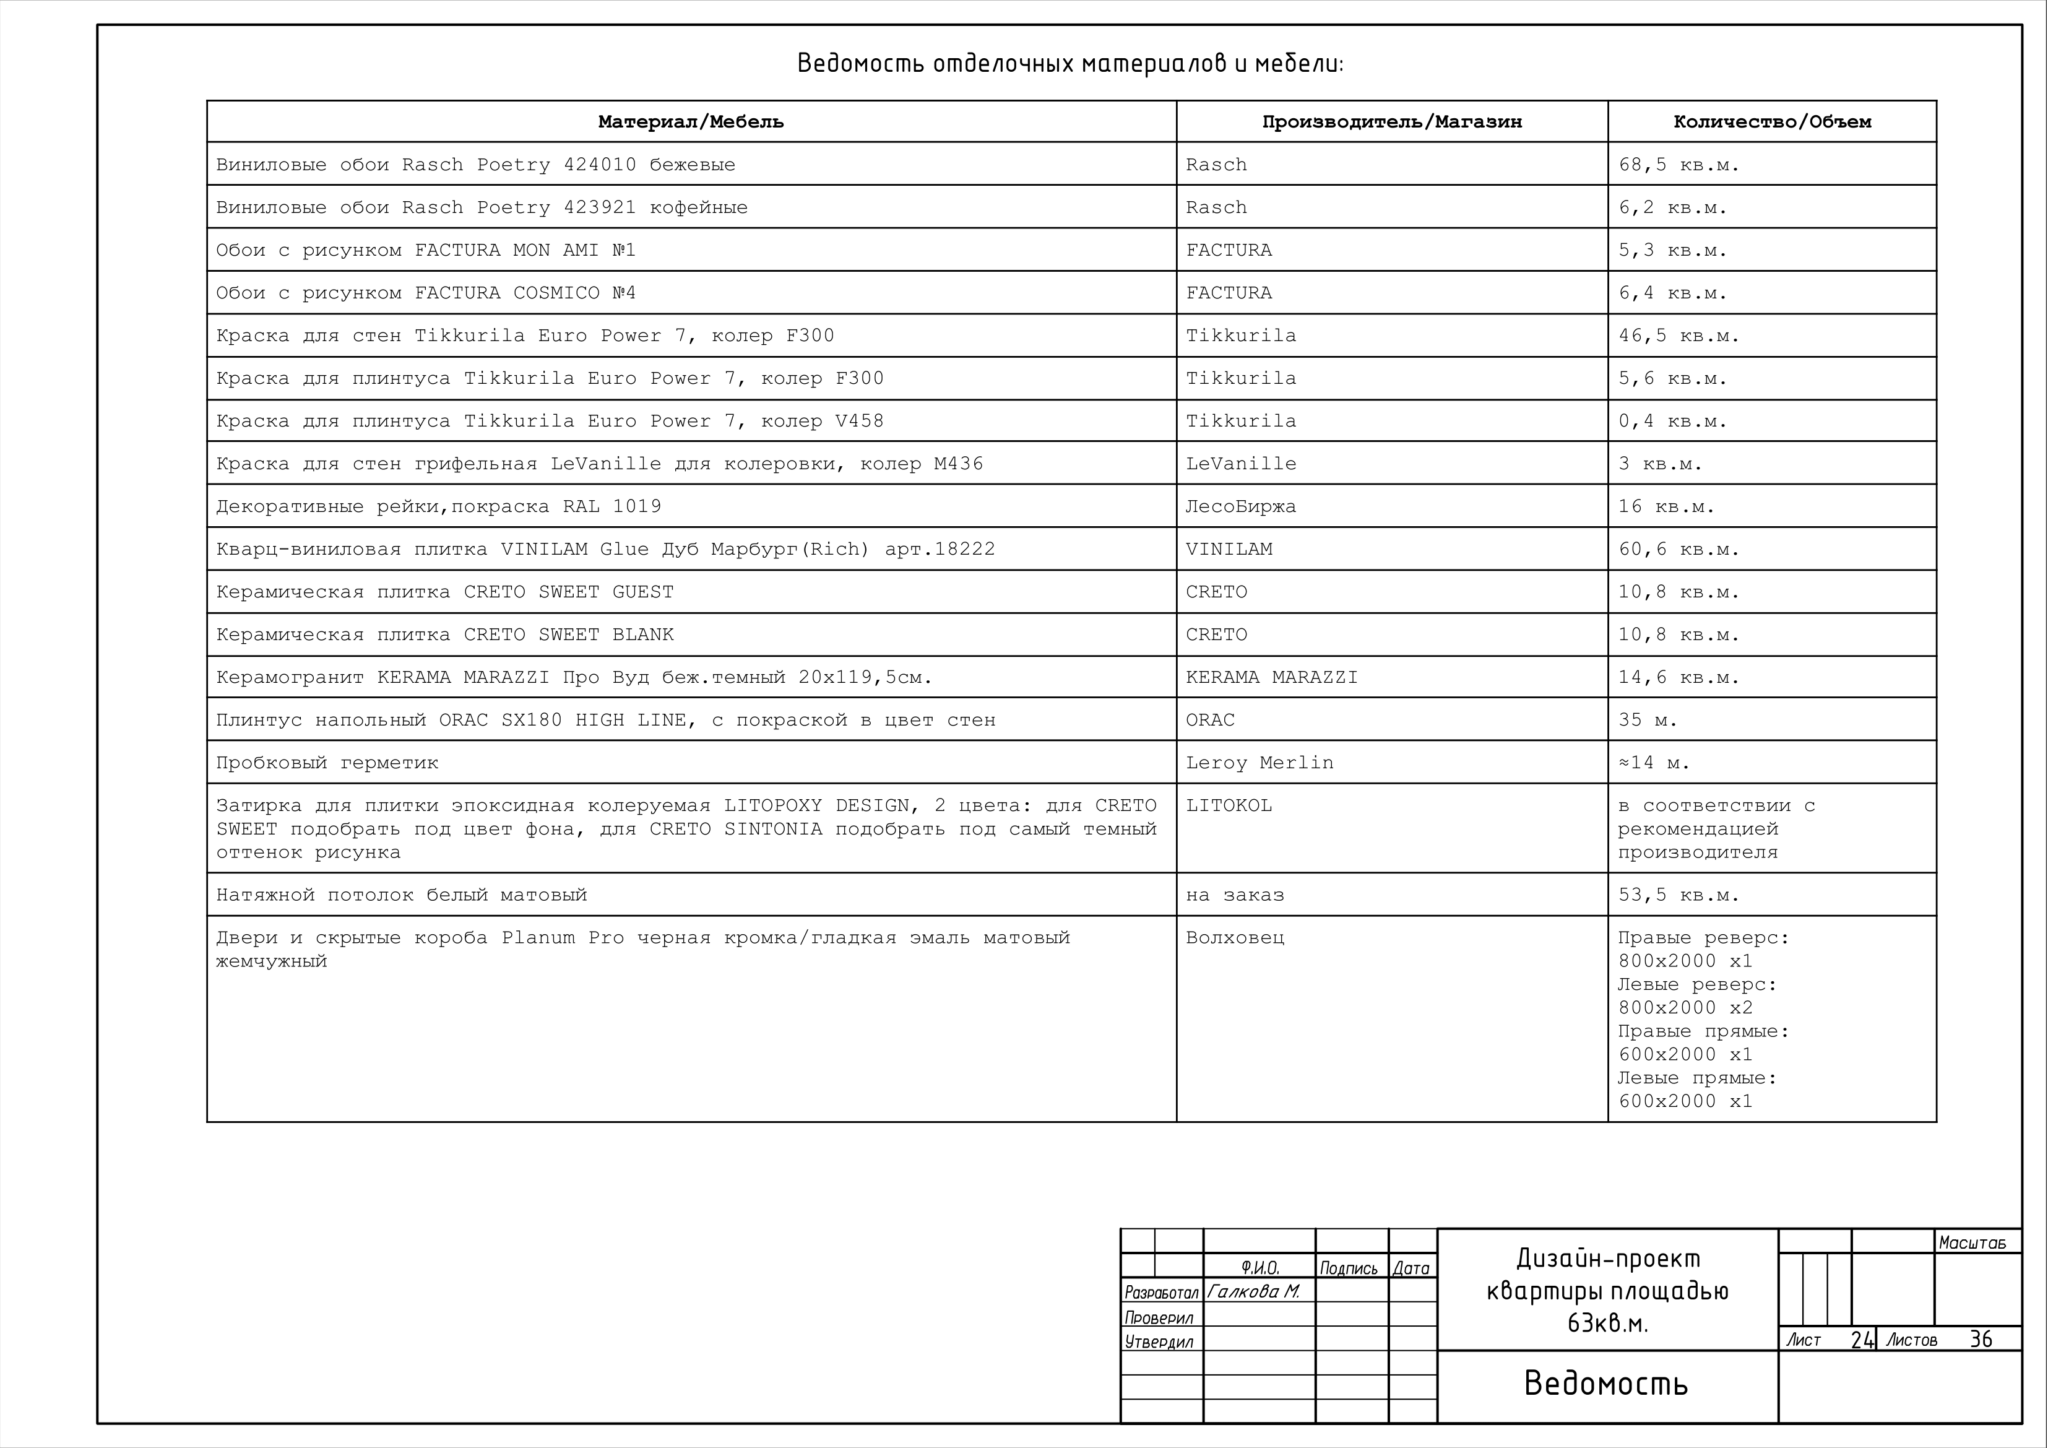 Ведомость отделочных материалов и мебели:
Материал/Мебель Производитель/Магазин Количество/Объем
Виниловые обои Rasch Poetry 424010 бежевые Rasch 68,5 кв.м.
Виниловые обои Rasch Poetry 423921 кофейные Rasch 6,2 кв.м.
Обои с рисунком FACTURA MON AMI №1 FACTURA 5,3 кв.м.
Обои с рисунком FACTURA COSMICO №4 FACTURA 6,4 кв.м.
Краска для стен Tikkurila Euro Power 7, колер F300 Tikkurila 46,5 кв.м.
Краска для плинтуса Tikkurila Euro Power 7, колер F300 Tikkurila 5,6 кв.м.
Краска для плинтуса Tikkurila Euro Power 7, колер V458 Tikkurila 0,4 кв.м.
Краска для стен грифельная LeVanille для колеровки, колер M436 LeVanille 3 кв.м.
Декоративные рейки,покраска RAL 1019 ЛесоБиржа 16 кв.м.
Кварц-виниловая плитка VINILAM Glue Дуб Марбург(Rich) арт.18222 VINILAM 60,6 кв.м.
Керамическая плитка CRETO SWEET GUEST CRETO 10,8 кв.м.
Керамическая плитка CRETO SWEET BLANK CRETO 10,8 кв.м.
Керамогранит KERAMA MARAZZI Про Вуд беж.темный 20х119,5см. KERAMA MARAZZI 14,6 кв.м.
Плинтус напольный ORAC SX180 HIGH LINE, с покраской в цвет стен ORAC 35 м.
Пробковый герметик Leroy Merlin ≈14 м.
Затирка для плитки эпоксидная колеруемая LITOPOXY DESIGN, 2 цвета: для CRETO LITOKOL в соответствии с
SWEET подобрать под цвет фона, для CRETO SINTONIA подобрать под самый темный рекомендацией
оттенок рисунка производителя
Натяжной потолок белый матовый на заказ 53,5 кв.м.
Двери и скрытые короба Planum Pro черная кромка/гладкая эмаль матовый Волховец Правые реверс:
жемчужный 800х2000 х1
Левые реверс:
800х2000 х2
Правые прямые:
600х2000 х1
Левые прямые:
600х2000 х1
Масштаб
Ф.И.О. Подпись Дата
Разработал Галкова М.
Проверил
Утвердил
Дизайн-проект
квартиры площадью
63кв.м.
Лист 24 Листов 36
Ведомость